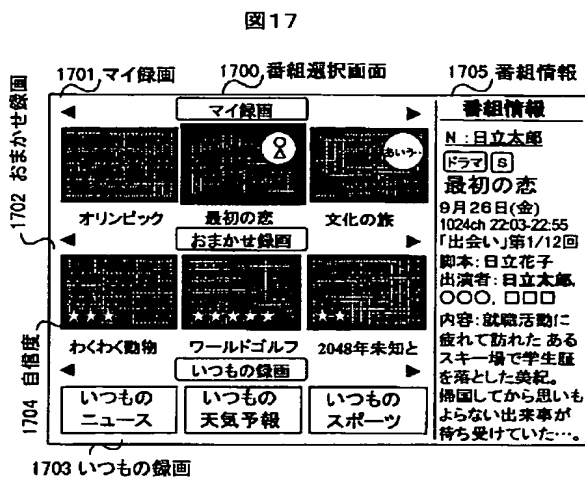 図17
1701 マイ録画
1700 番組選択画面
1705 番組情報
1702 おまかせ録画
1704 自信度
マイ録画
あいう‥
オリンピック
最初の恋
文化の旅
おまかせ録画
わくわく動物
ワールドゴルフ
2048年未知と
いつもの録画
いつもの
ニュース
いつもの
天気予報
いつもの
スポーツ
1703 いつもの録画
番組情報
N:日立太郎
ドラマ S
最初の恋
9月26日(金)
1024ch 22:03-22:55
「出会い」第1/12回
脚本:日立花子
出演者:日立太郎,
○○○, □□□
内容:就職活動に
疲れて訪れた ある
スキー場で学生証
を落とした英紀。
帰国してから思いも
よらない出来事が
待ち受けていた…。